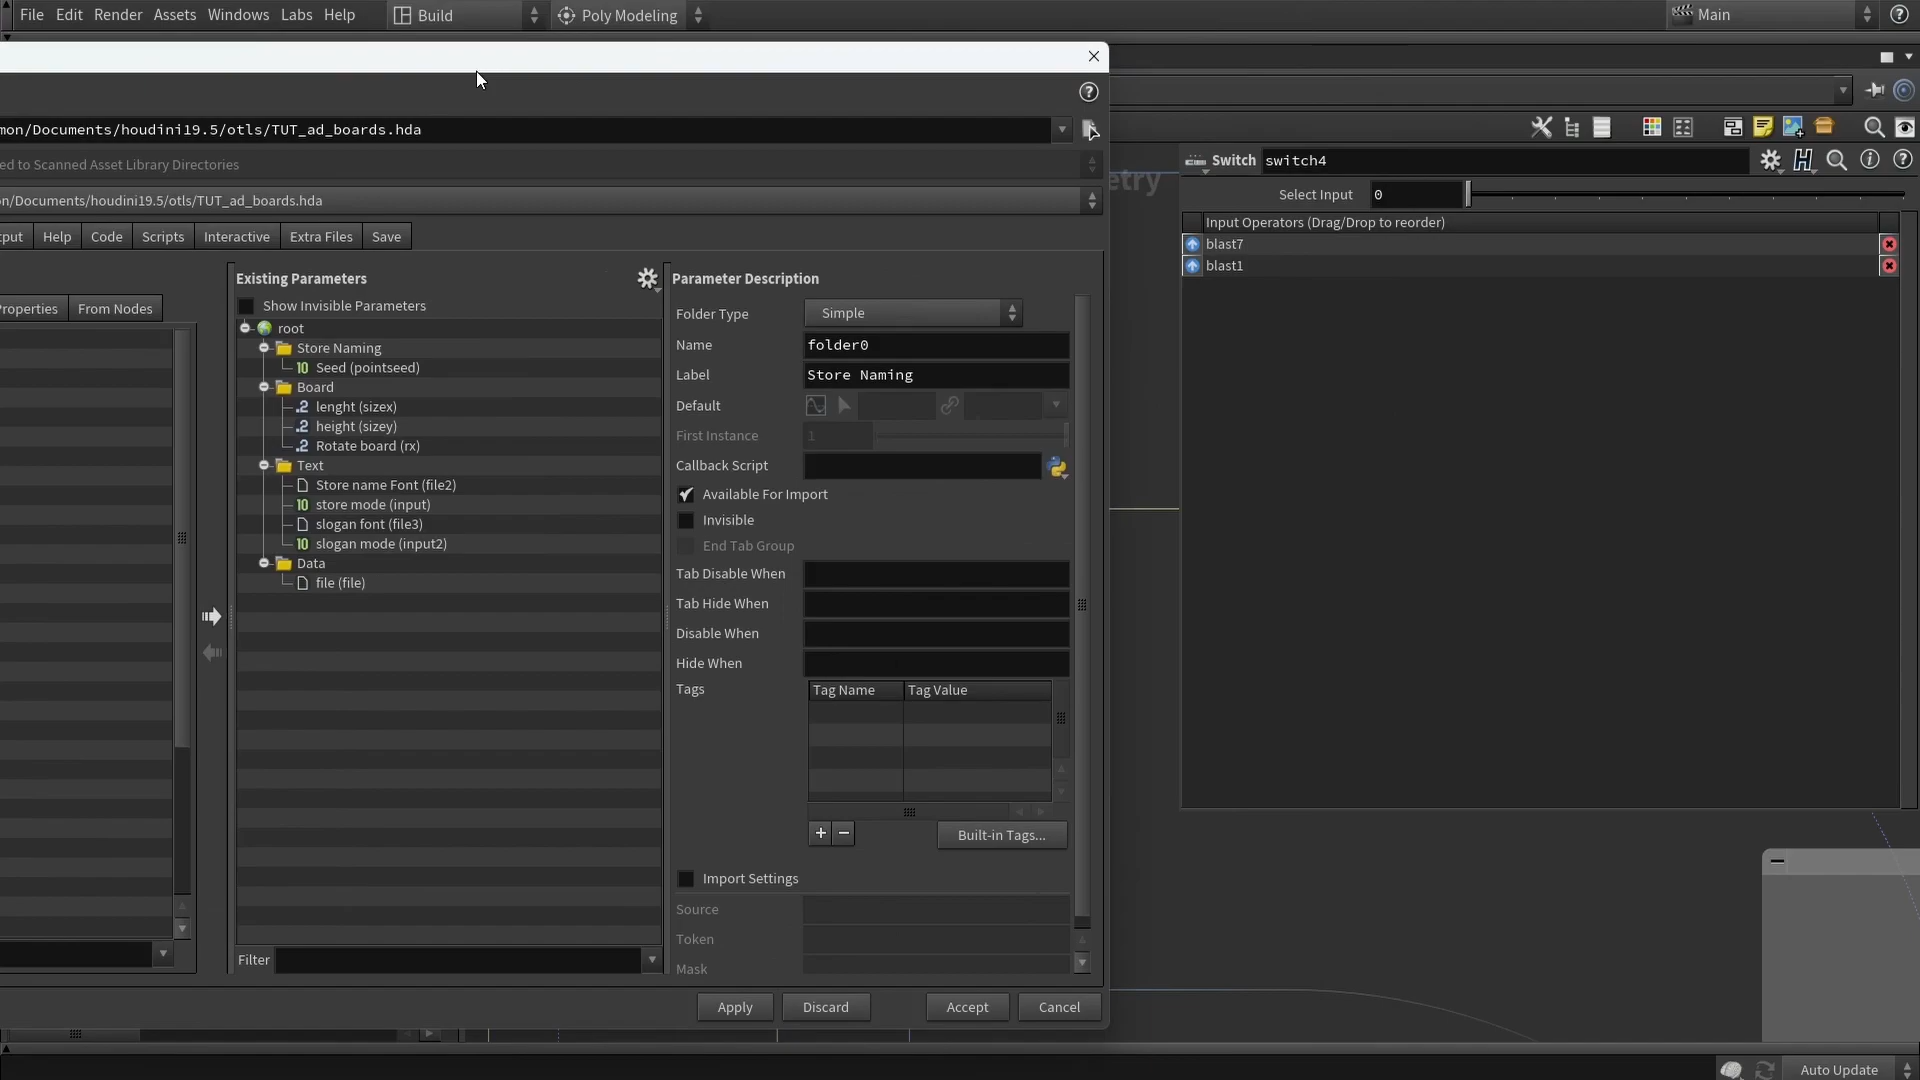 File Edit Render Assets Windows Labs Help Build Poly Modeling Main
mon/Documents/houdini19.5/otls/TUT_ad_boards.hda
ed to Scanned Asset Library Directories
n/Documents/houdini19.5/otls/TUT_ad_boards.hda
put Help Code Scripts Interactive Extra Files Save
roperties From Nodes
Existing Parameters
Show Invisible Parameters
root
Store Naming
10 Seed (pointseed)
Board
.2 lenght (sizex)
.2 height (sizey)
.2 Rotate board (rx)
Text
Store name Font (file2)
10 store mode (input)
slogan font (file3)
10 slogan mode (input2)
Data
file (file)
Filter
Parameter Description
Folder Type Simple
Name folder0
Label Store Naming
Default
First Instance 1
Callback Script
Available For Import
Invisible
End Tab Group
Tab Disable When
Tab Hide When
Disable When
Hide When
Tags Tag Name Tag Value
+ − Built-in Tags...
Import Settings
Source
Token
Mask
Apply Discard Accept Cancel
etry
Switch switch4
Select Input 0
Input Operators (Drag/Drop to reorder)
blast7
blast1
Auto Update